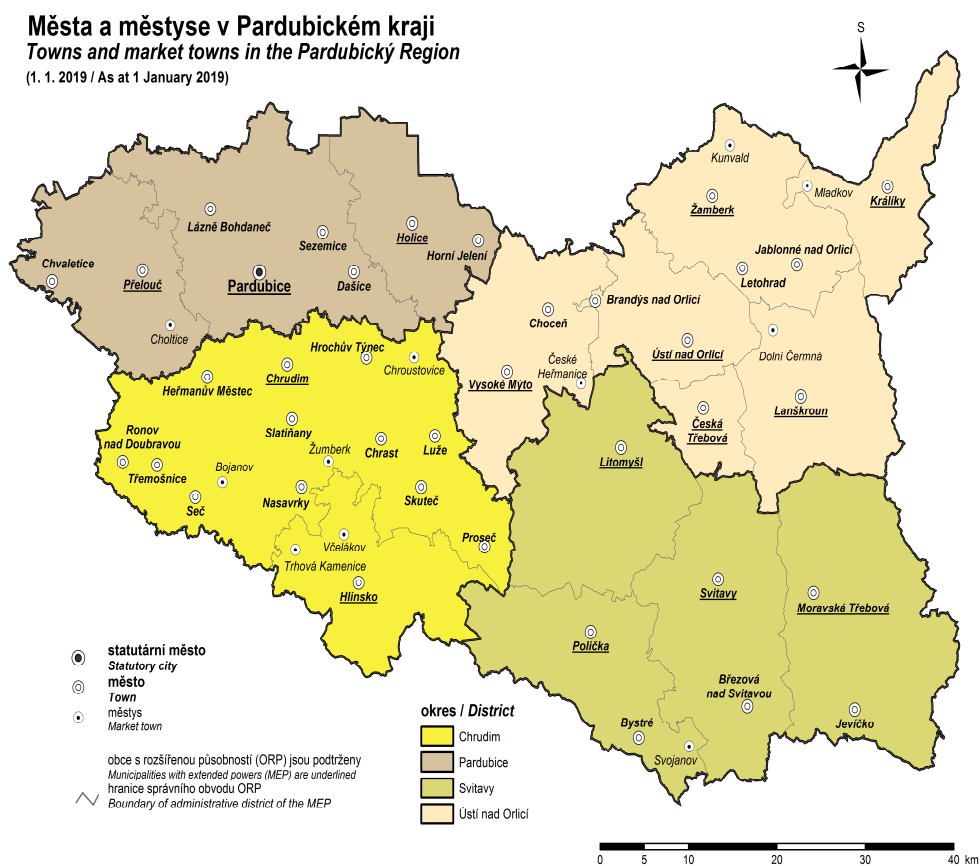 Města a městyse v Pardubickém kraji
Towns and market towns in the Pardubický Region
(1. 1. 2019 / As at 1 January 2019)
S
Kunvald
Mladkov
Žamberk
Králíky
Lázně Bohdaneč
Sezemice
Holice
Horní Jelení
Jablonné nad Orlicí
Letohrad
Chvaletice
Přelouč
Pardubice
Dašice
Brandýs nad Orlicí
Choceň
Choltice
Hrochův Týnec
Chroustovice
Ústí nad Orlicí
Dolní Čermná
České
Heřmanice
Vysoké Mýto
Heřmanův Městec
Chrudim
Lanškroun
Česká
Třebová
Slatiňany
Ronov
nad Doubravou
Žumberk
Chrast
Luže
Litomyšl
Třemošnice
Bojanov
Seč
Nasavrky
Skuteč
Proseč
Včelákov
Trhová Kamenice
Hlinsko
Svitavy
Moravská Třebová
Polička
Březová
nad Svitavou
Bystré
Svojanov
Jevíčko
statutární město
Statutory city
město
Town
městys
Market town
obce s rozšířenou působností (ORP) jsou podtrženy
Municipalities with extended powers (MEP) are underlined
hranice správního obvodu ORP
Boundary of administrative district of the MEP
okres / District
Chrudim
Pardubice
Svitavy
Ústí nad Orlicí
0 5 10 20 30 40 km